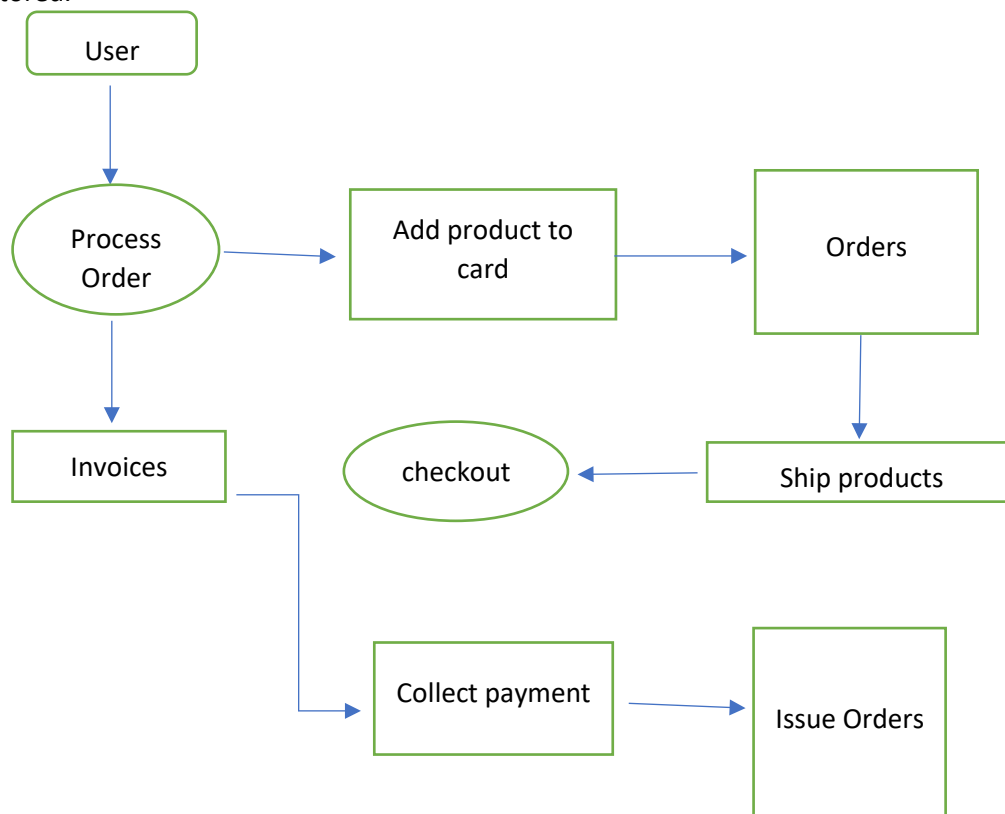 User
Process
Order
Add product to
card
Orders
Invoices
checkout
Ship products
Collect payment
Issue Orders